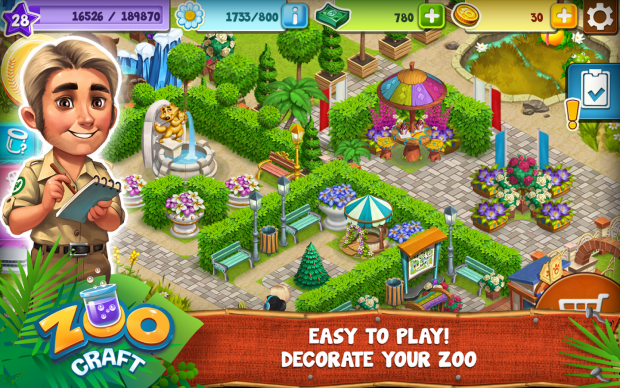 28 16526 / 189870 1733/800 i 780 + 30 +
ZOO
CRAFT
EASY TO PLAY!
DECORATE YOUR ZOO